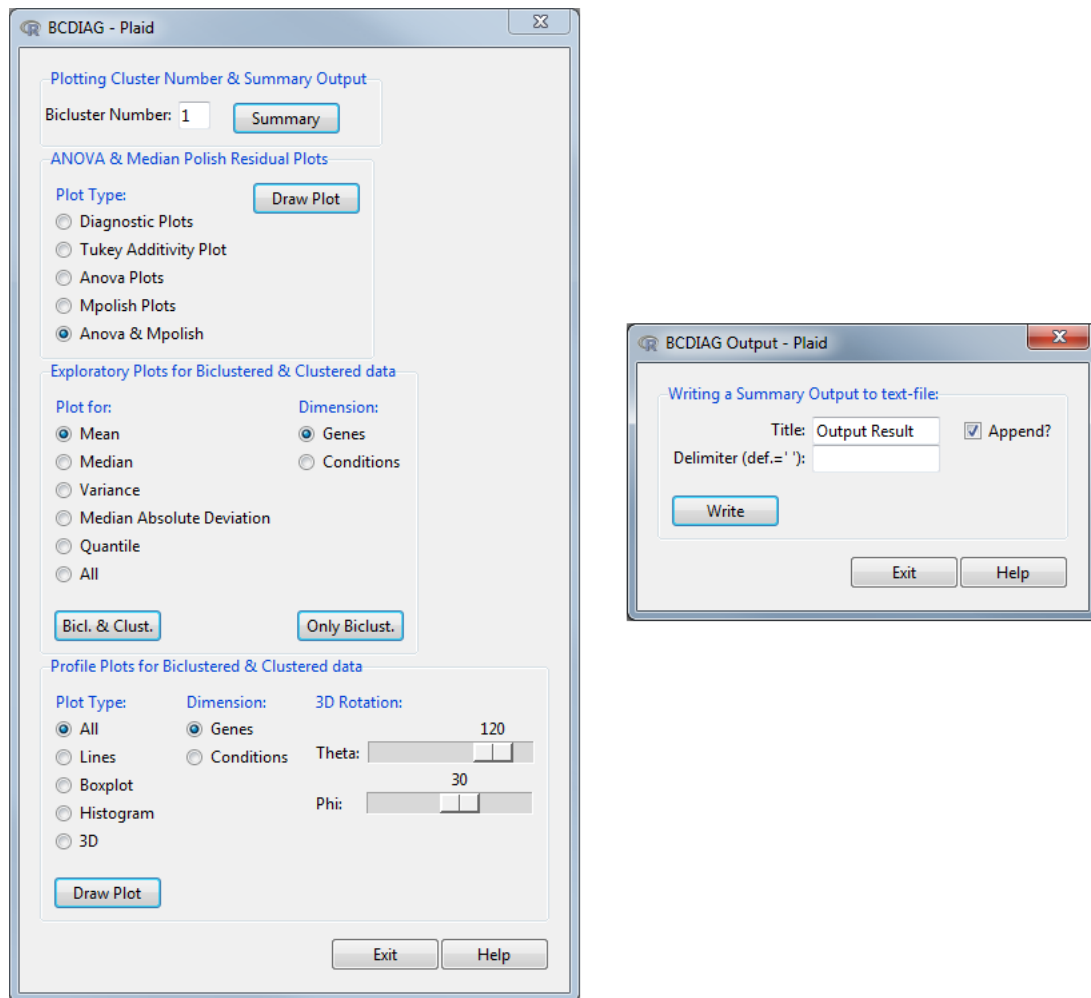 BCDIAG - Plaid
Plotting Cluster Number & Summary Output
Bicluster Number: 1 Summary
ANOVA & Median Polish Residual Plots
Plot Type: Draw Plot
Diagnostic Plots
Tukey Additivity Plot
Anova Plots
Mpolish Plots
Anova & Mpolish
Exploratory Plots for Biclustered & Clustered data
Plot for: Dimension:
Mean Genes
Median Conditions
Variance
Median Absolute Deviation
Quantile
All
Bicl. & Clust. Only Biclust.
Profile Plots for Biclustered & Clustered data
Plot Type: Dimension: 3D Rotation:
All Genes 120
Lines Conditions Theta:
Boxplot 30
Histogram Phi:
3D
Draw Plot
Exit Help
BCDIAG Output - Plaid
Writing a Summary Output to text-file:
Title: Output Result Append?
Delimiter (def.=' '):
Write
Exit Help